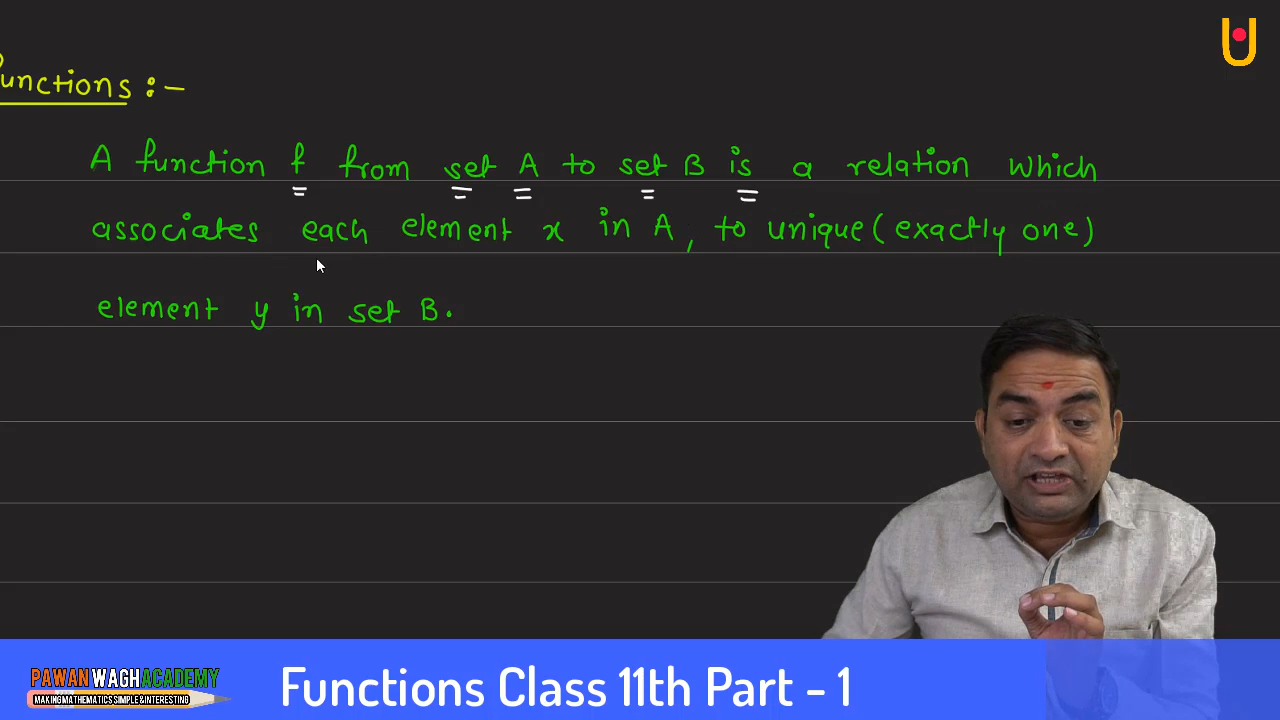 unctions :-
A function f from set A to set B is a relation which
associates each element x in A, to unique (exactly one)
element y in set B.
PAWAN WAGH ACADEMY
MAKING MATHEMATICS SIMPLE & INTERESTING
Functions Class 11th Part - 1